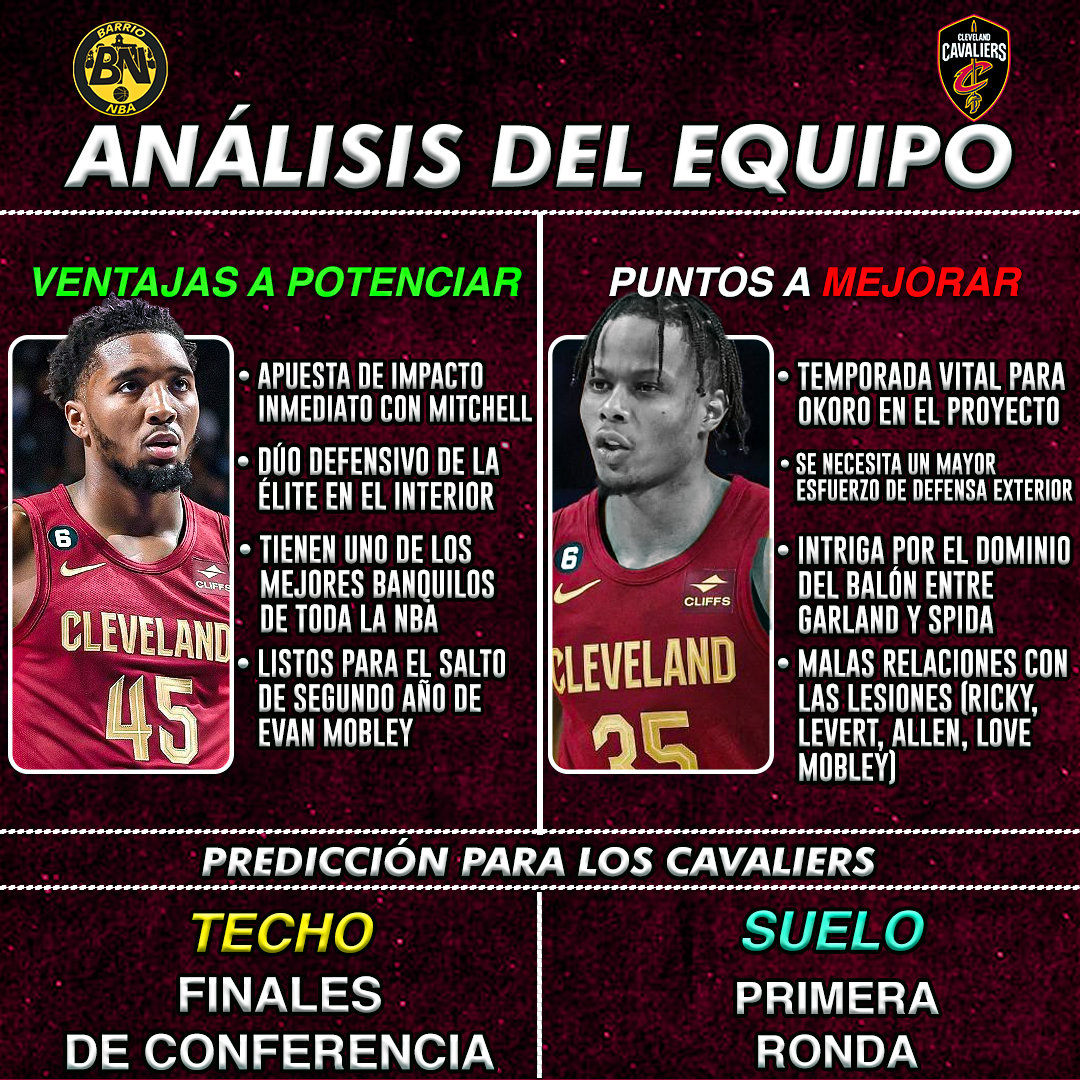 BARRIO
BN
NBA
CLEVELAND
CAVALIERS
C
ANÁLISIS DEL EQUIPO
VENTAJAS A POTENCIAR
6
CLIFFS
CLEVELAND
45
• APUESTA DE IMPACTO
INMEDIATO CON MITCHELL
• DÚO DEFENSIVO DE LA
ÉLITE EN EL INTERIOR
• TIENEN UNO DE LOS
MEJORES BANQUILOS
DE TODA LA NBA
• LISTOS PARA EL SALTO
DE SEGUNDO AÑO DE
EVAN MOBLEY
PUNTOS A MEJORAR
6
CLIFFS
CLEVELAND
35
• TEMPORADA VITAL PARA
OKORO EN EL PROYECTO
• SE NECESITA UN MAYOR
ESFUERZO DE DEFENSA EXTERIOR
• INTRIGA POR EL DOMINIO
DEL BALÓN ENTRE
GARLAND Y SPIDA
• MALAS RELACIONES CON
LAS LESIONES (RICKY,
LEVERT, ALLEN, LOVE
MOBLEY)
PREDICCIÓN PARA LOS CAVALIERS
TECHO
FINALES
DE CONFERENCIA
SUELO
PRIMERA
RONDA